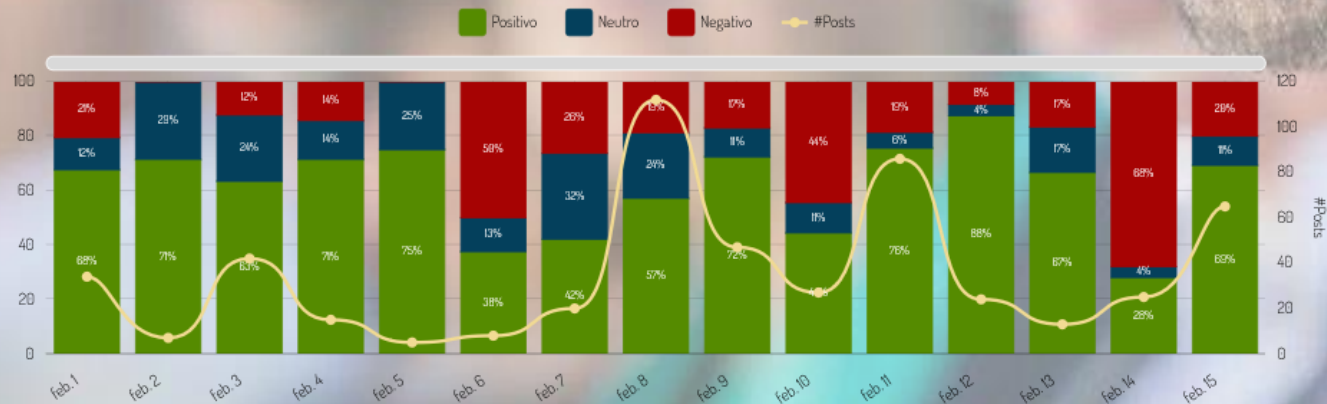 Positivo Neutro Negativo #Posts
100 120
21% 12% 68%
29% 71%
12% 24% 63%
14% 14% 71%
25% 75%
50% 13% 38%
26% 32% 42%
19% 24% 57%
17% 11% 72%
44% 11%
19% 6% 76%
8% 4% 88%
17% 17% 67%
68% 4% 28%
20% 11% 69%
100
80 80
60 60
40 40
20 20
0 0
#Posts
feb. 1 feb. 2 feb. 3 feb. 4 feb. 5 feb. 6 feb. 7 feb. 8 feb. 9 feb. 10 feb. 11 feb. 12 feb. 13 feb. 14 feb. 15